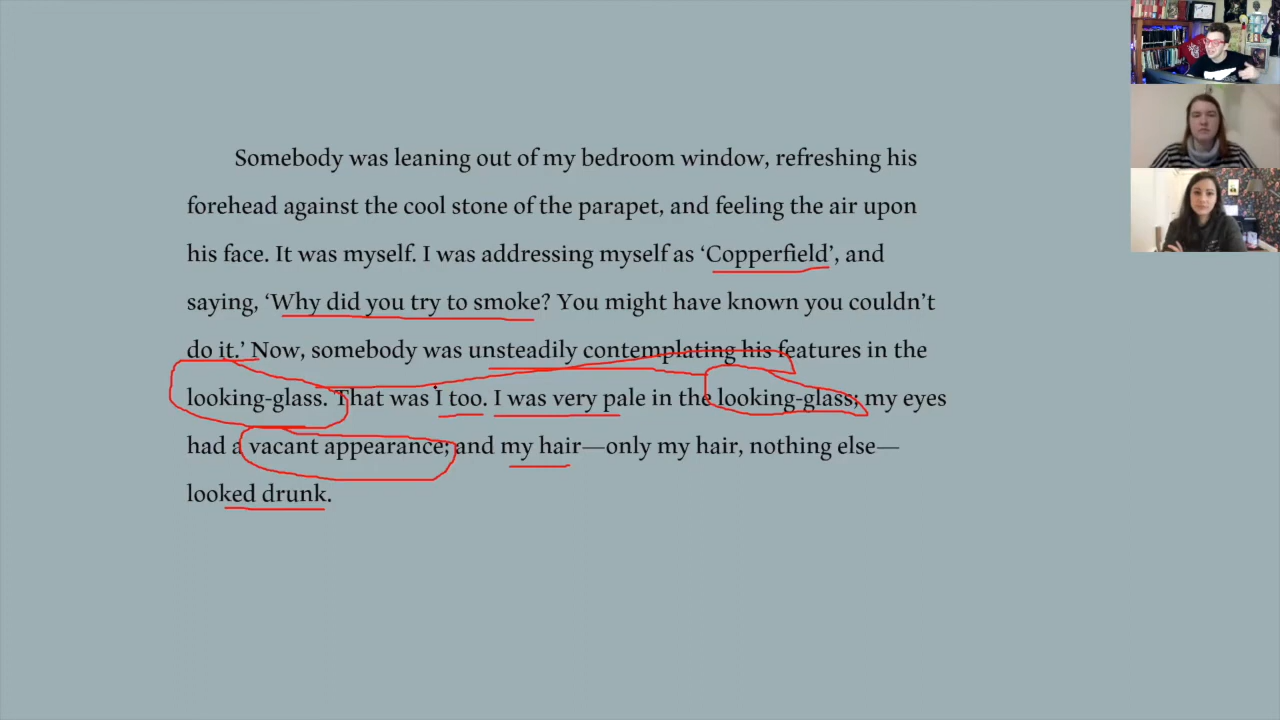 Somebody was leaning out of my bedroom window, refreshing his
forehead against the cool stone of the parapet, and feeling the air upon
his face. It was myself. I was addressing myself as ‘Copperfield’, and
saying, ‘Why did you try to smoke? You might have known you couldn’t
do it.’ Now, somebody was unsteadily contemplating his features in the
looking-glass. That was I too. I was very pale in the looking-glass; my eyes
had a vacant appearance; and my hair—only my hair, nothing else—
looked drunk.